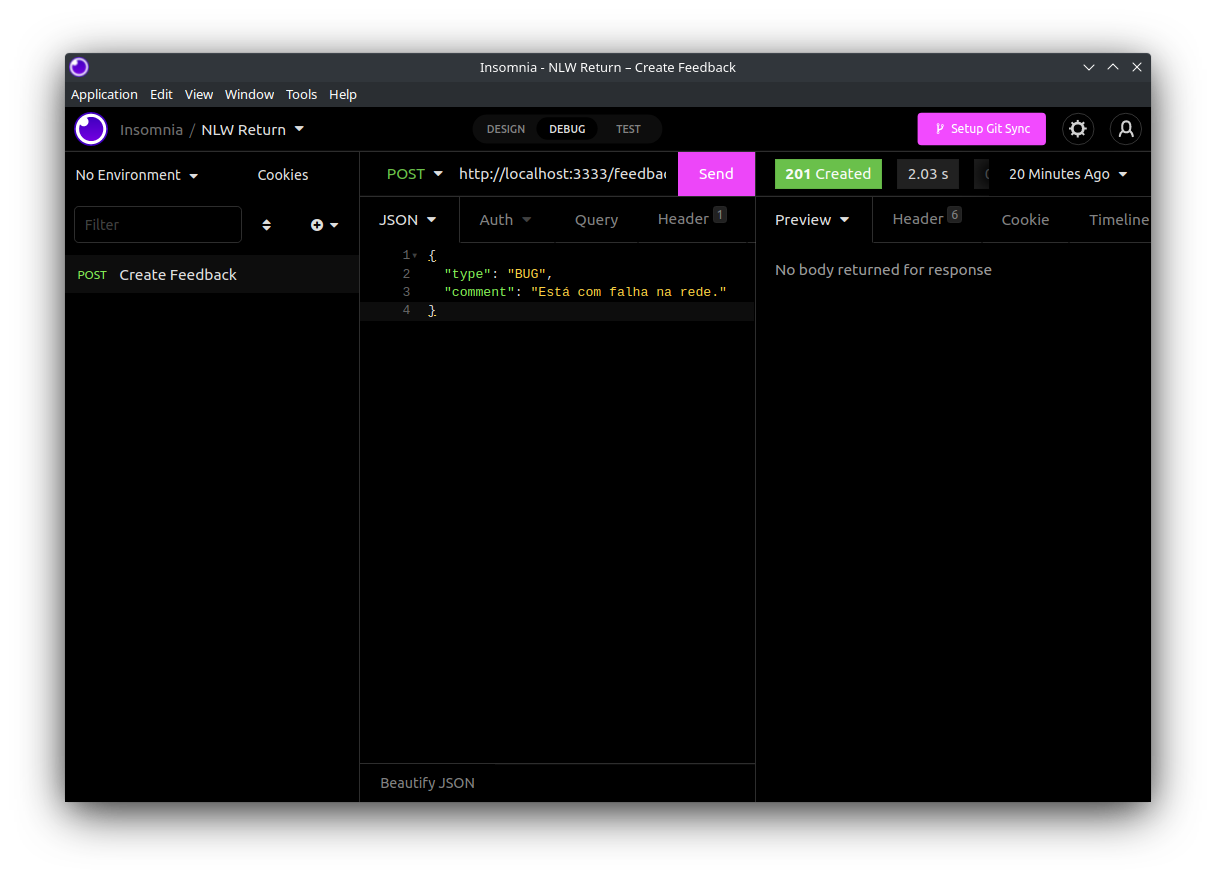 Insomnia - NLW Return – Create Feedback
Application Edit View Window Tools Help
Insomnia / NLW Return
DESIGN DEBUG TEST
Setup Git Sync
No Environment Cookies
Filter
POST Create Feedback
POST http://localhost:3333/feedbac Send
JSON Auth Query Header 1
1 {
2 "type": "BUG",
3 "comment": "Está com falha na rede."
4 }
Beautify JSON
201 Created 2.03 s 20 Minutes Ago
Preview Header 6 Cookie Timeline
No body returned for response